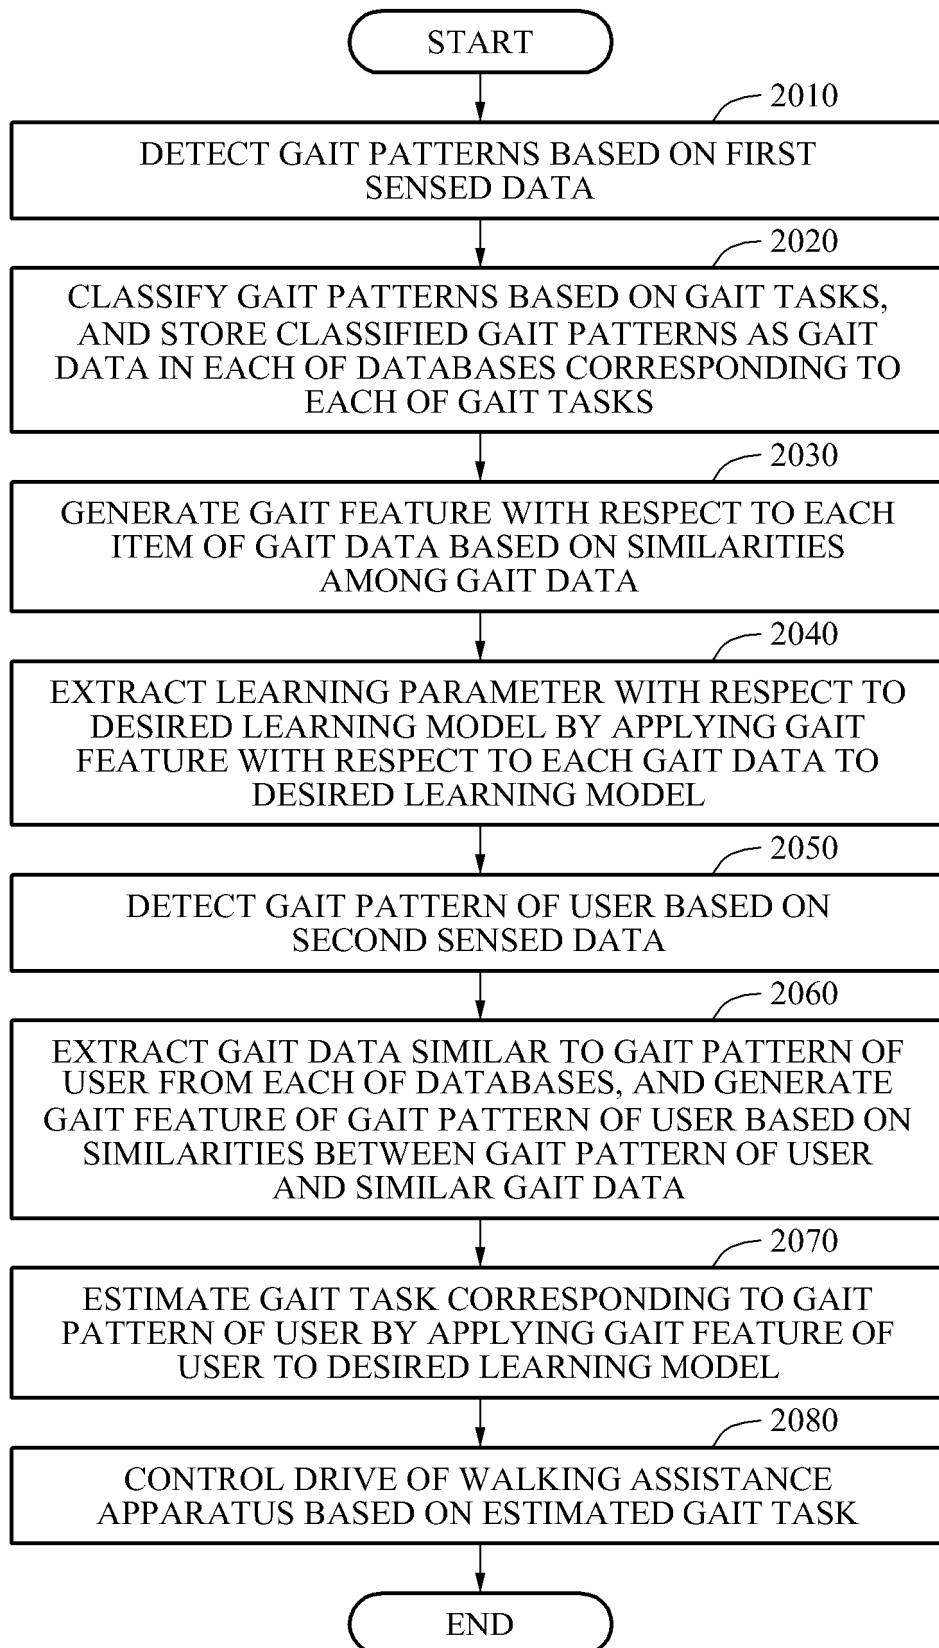 START
2010
DETECT GAIT PATTERNS BASED ON FIRST
SENSED DATA
2020
CLASSIFY GAIT PATTERNS BASED ON GAIT TASKS,
AND STORE CLASSIFIED GAIT PATTERNS AS GAIT
DATA IN EACH OF DATABASES CORRESPONDING TO
EACH OF GAIT TASKS
2030
GENERATE GAIT FEATURE WITH RESPECT TO EACH
ITEM OF GAIT DATA BASED ON SIMILARITIES
AMONG GAIT DATA
2040
EXTRACT LEARNING PARAMETER WITH RESPECT TO
DESIRED LEARNING MODEL BY APPLYING GAIT
FEATURE WITH RESPECT TO EACH GAIT DATA TO
DESIRED LEARNING MODEL
2050
DETECT GAIT PATTERN OF USER BASED ON
SECOND SENSED DATA
2060
EXTRACT GAIT DATA SIMILAR TO GAIT PATTERN OF
USER FROM EACH OF DATABASES, AND GENERATE
GAIT FEATURE OF GAIT PATTERN OF USER BASED ON
SIMILARITIES BETWEEN GAIT PATTERN OF USER
AND SIMILAR GAIT DATA
2070
ESTIMATE GAIT TASK CORRESPONDING TO GAIT
PATTERN OF USER BY APPLYING GAIT FEATURE OF
USER TO DESIRED LEARNING MODEL
2080
CONTROL DRIVE OF WALKING ASSISTANCE
APPARATUS BASED ON ESTIMATED GAIT TASK
END